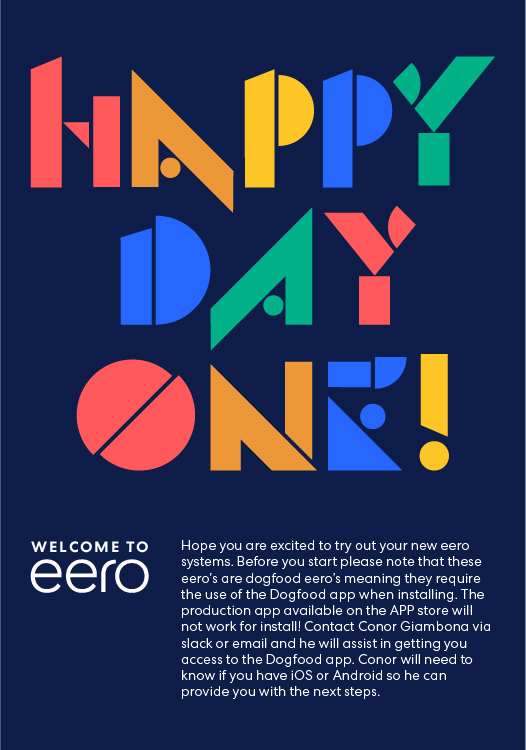 HAPPY
DAY
ONE!
WELCOME TO
eero
Hope you are excited to try out your new eero
systems. Before you start please note that these
eero's are dogfood eero's meaning they require
the use of the Dogfood app when installing. The
production app available on the APP store will
not work for install! Contact Conor Giambona via
slack or email and he will assist in getting you
access to the Dogfood app. Conor will need to
know if you have iOS or Android so he can
provide you with the next steps.